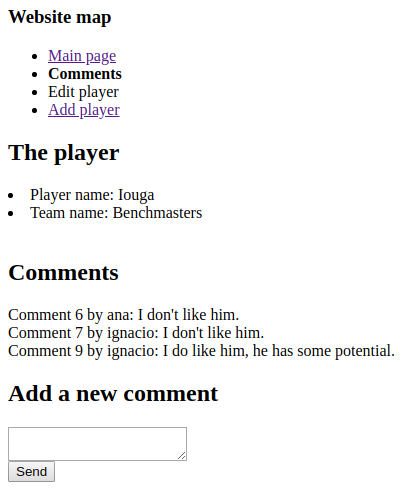 Website map
Main page
Comments
Edit player
Add player
The player
Player name: Iouga
Team name: Benchmasters
Comments
Comment 6 by ana: I don't like him.
Comment 7 by ignacio: I don't like him.
Comment 9 by ignacio: I do like him, he has some potential.
Add a new comment
Send